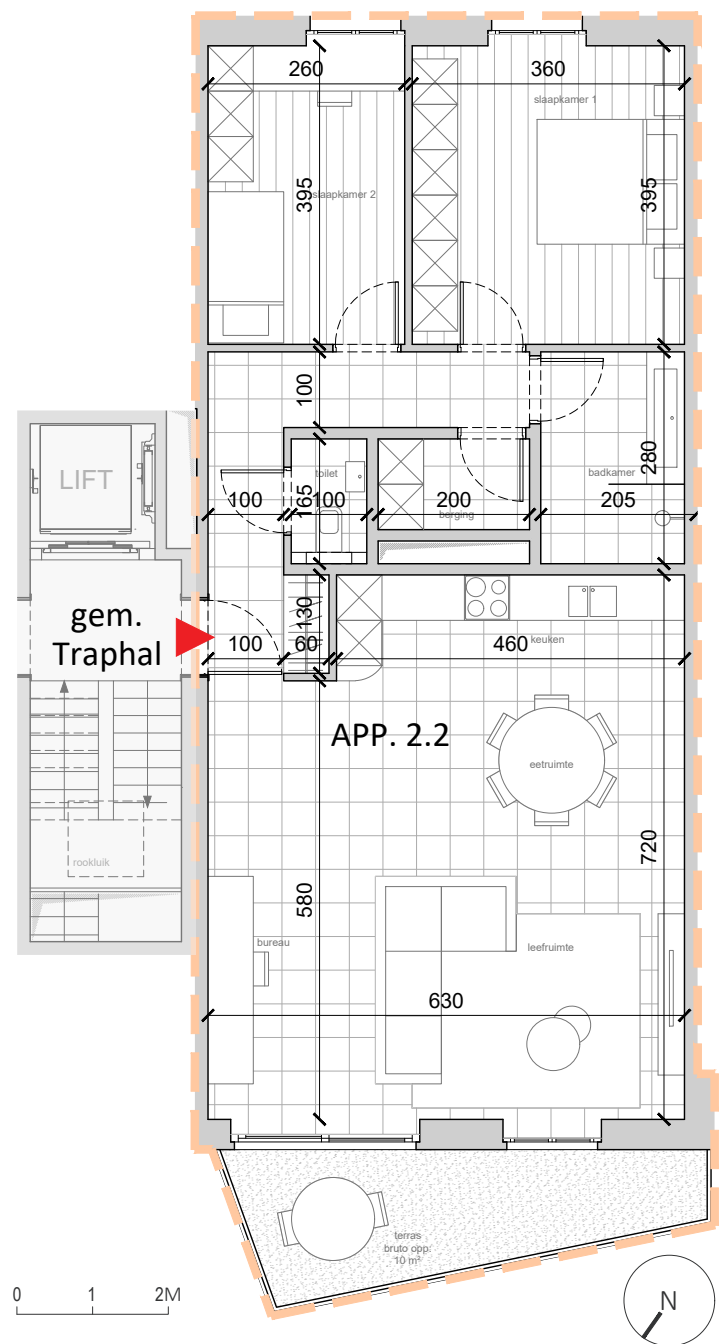 260
360
slaapkamer 1
395
slaapkamer 2
395
100
LIFT
toilet
badkamer
280
100
165
100
200
205
berging
gem.
Traphal
130
100
60
460
keuken
APP. 2.2
eetruimte
720
rookluik
580
bureau
leefruimte
630
terras
bruto opp:
10 m²
0 1 2M
N